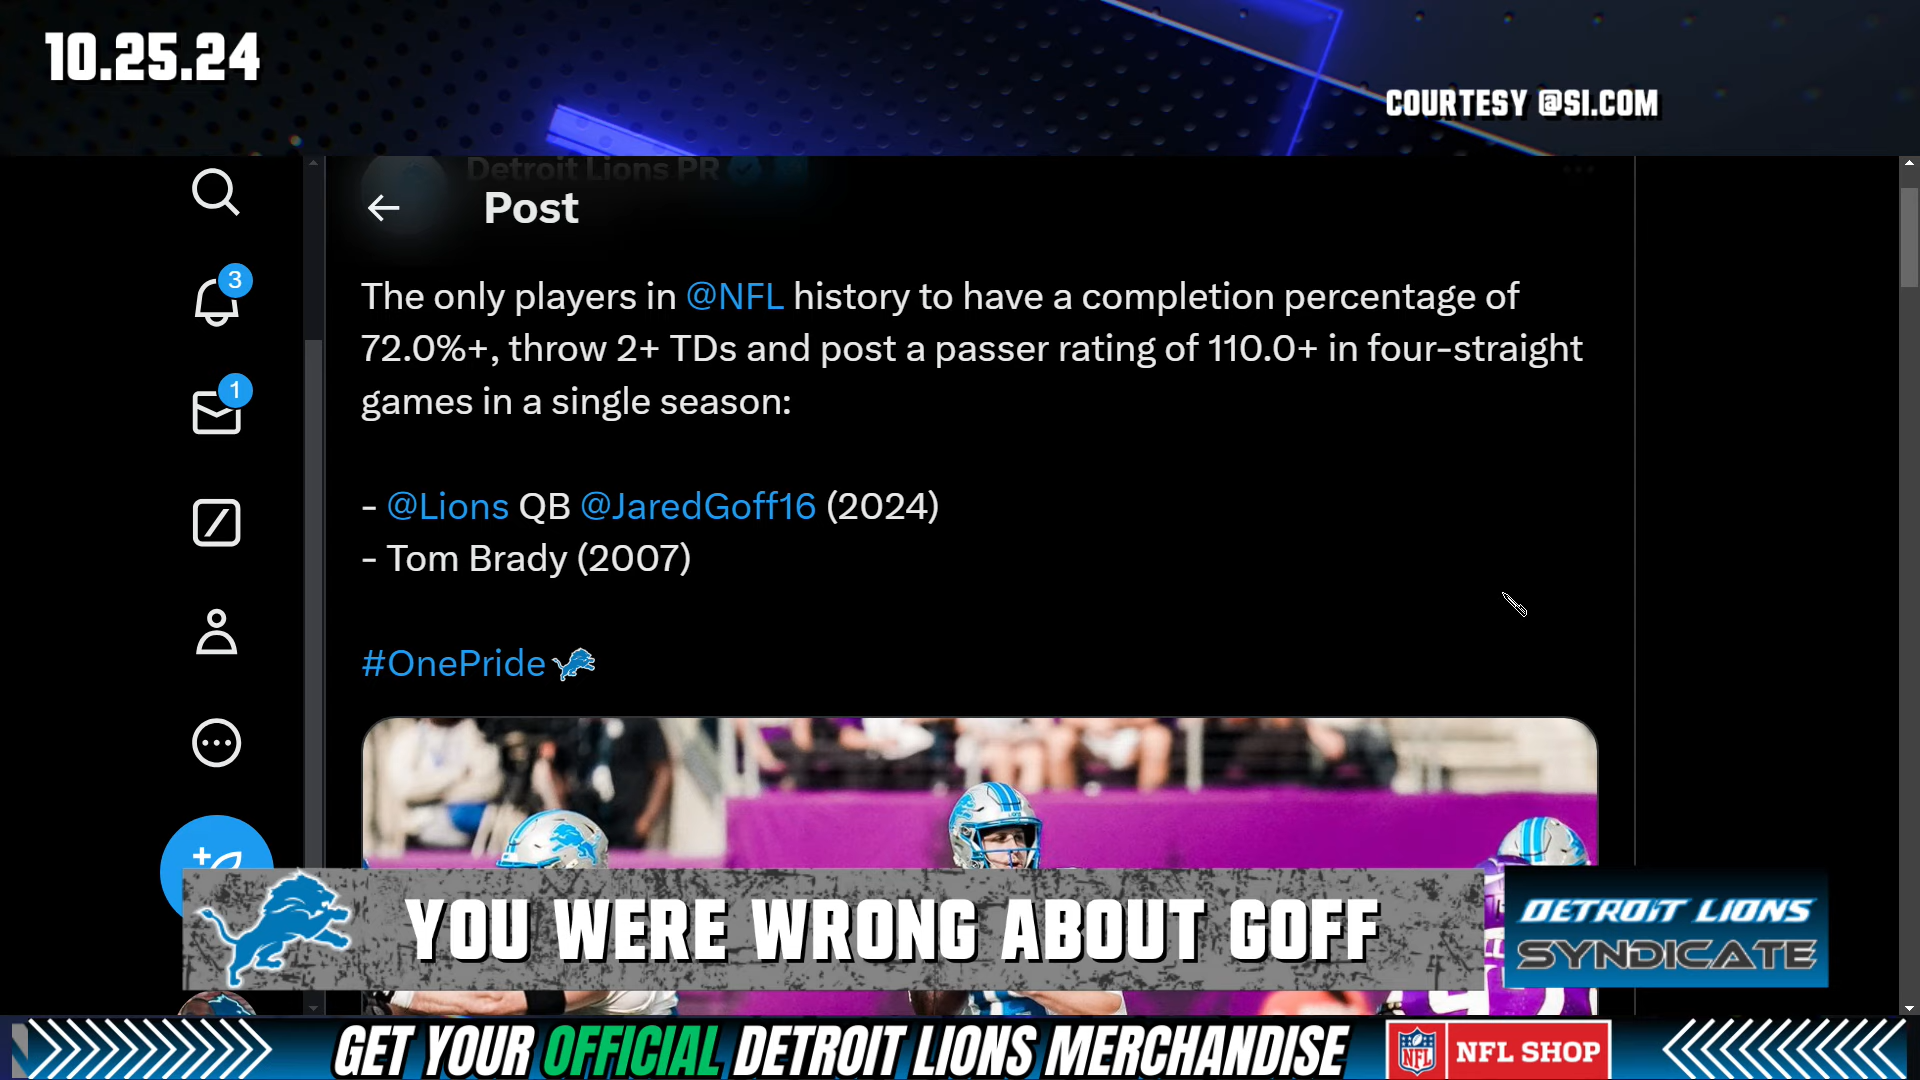 10.25.24
COURTESY @SI.COM
Detroit Lions PR
Post
3
The only players in @NFL history to have a completion percentage of
72.0%+, throw 2+ TDs and post a passer rating of 110.0+ in four-straight
games in a single season:
1
- @Lions QB @JaredGoff16 (2024)
- Tom Brady (2007)
#OnePride
YOU WERE WRONG ABOUT GOFF
DETROIT LIONS
SYNDICATE
GET YOUR OFFICIAL DETROIT LIONS MERCHANDISE
NFL
NFL SHOP